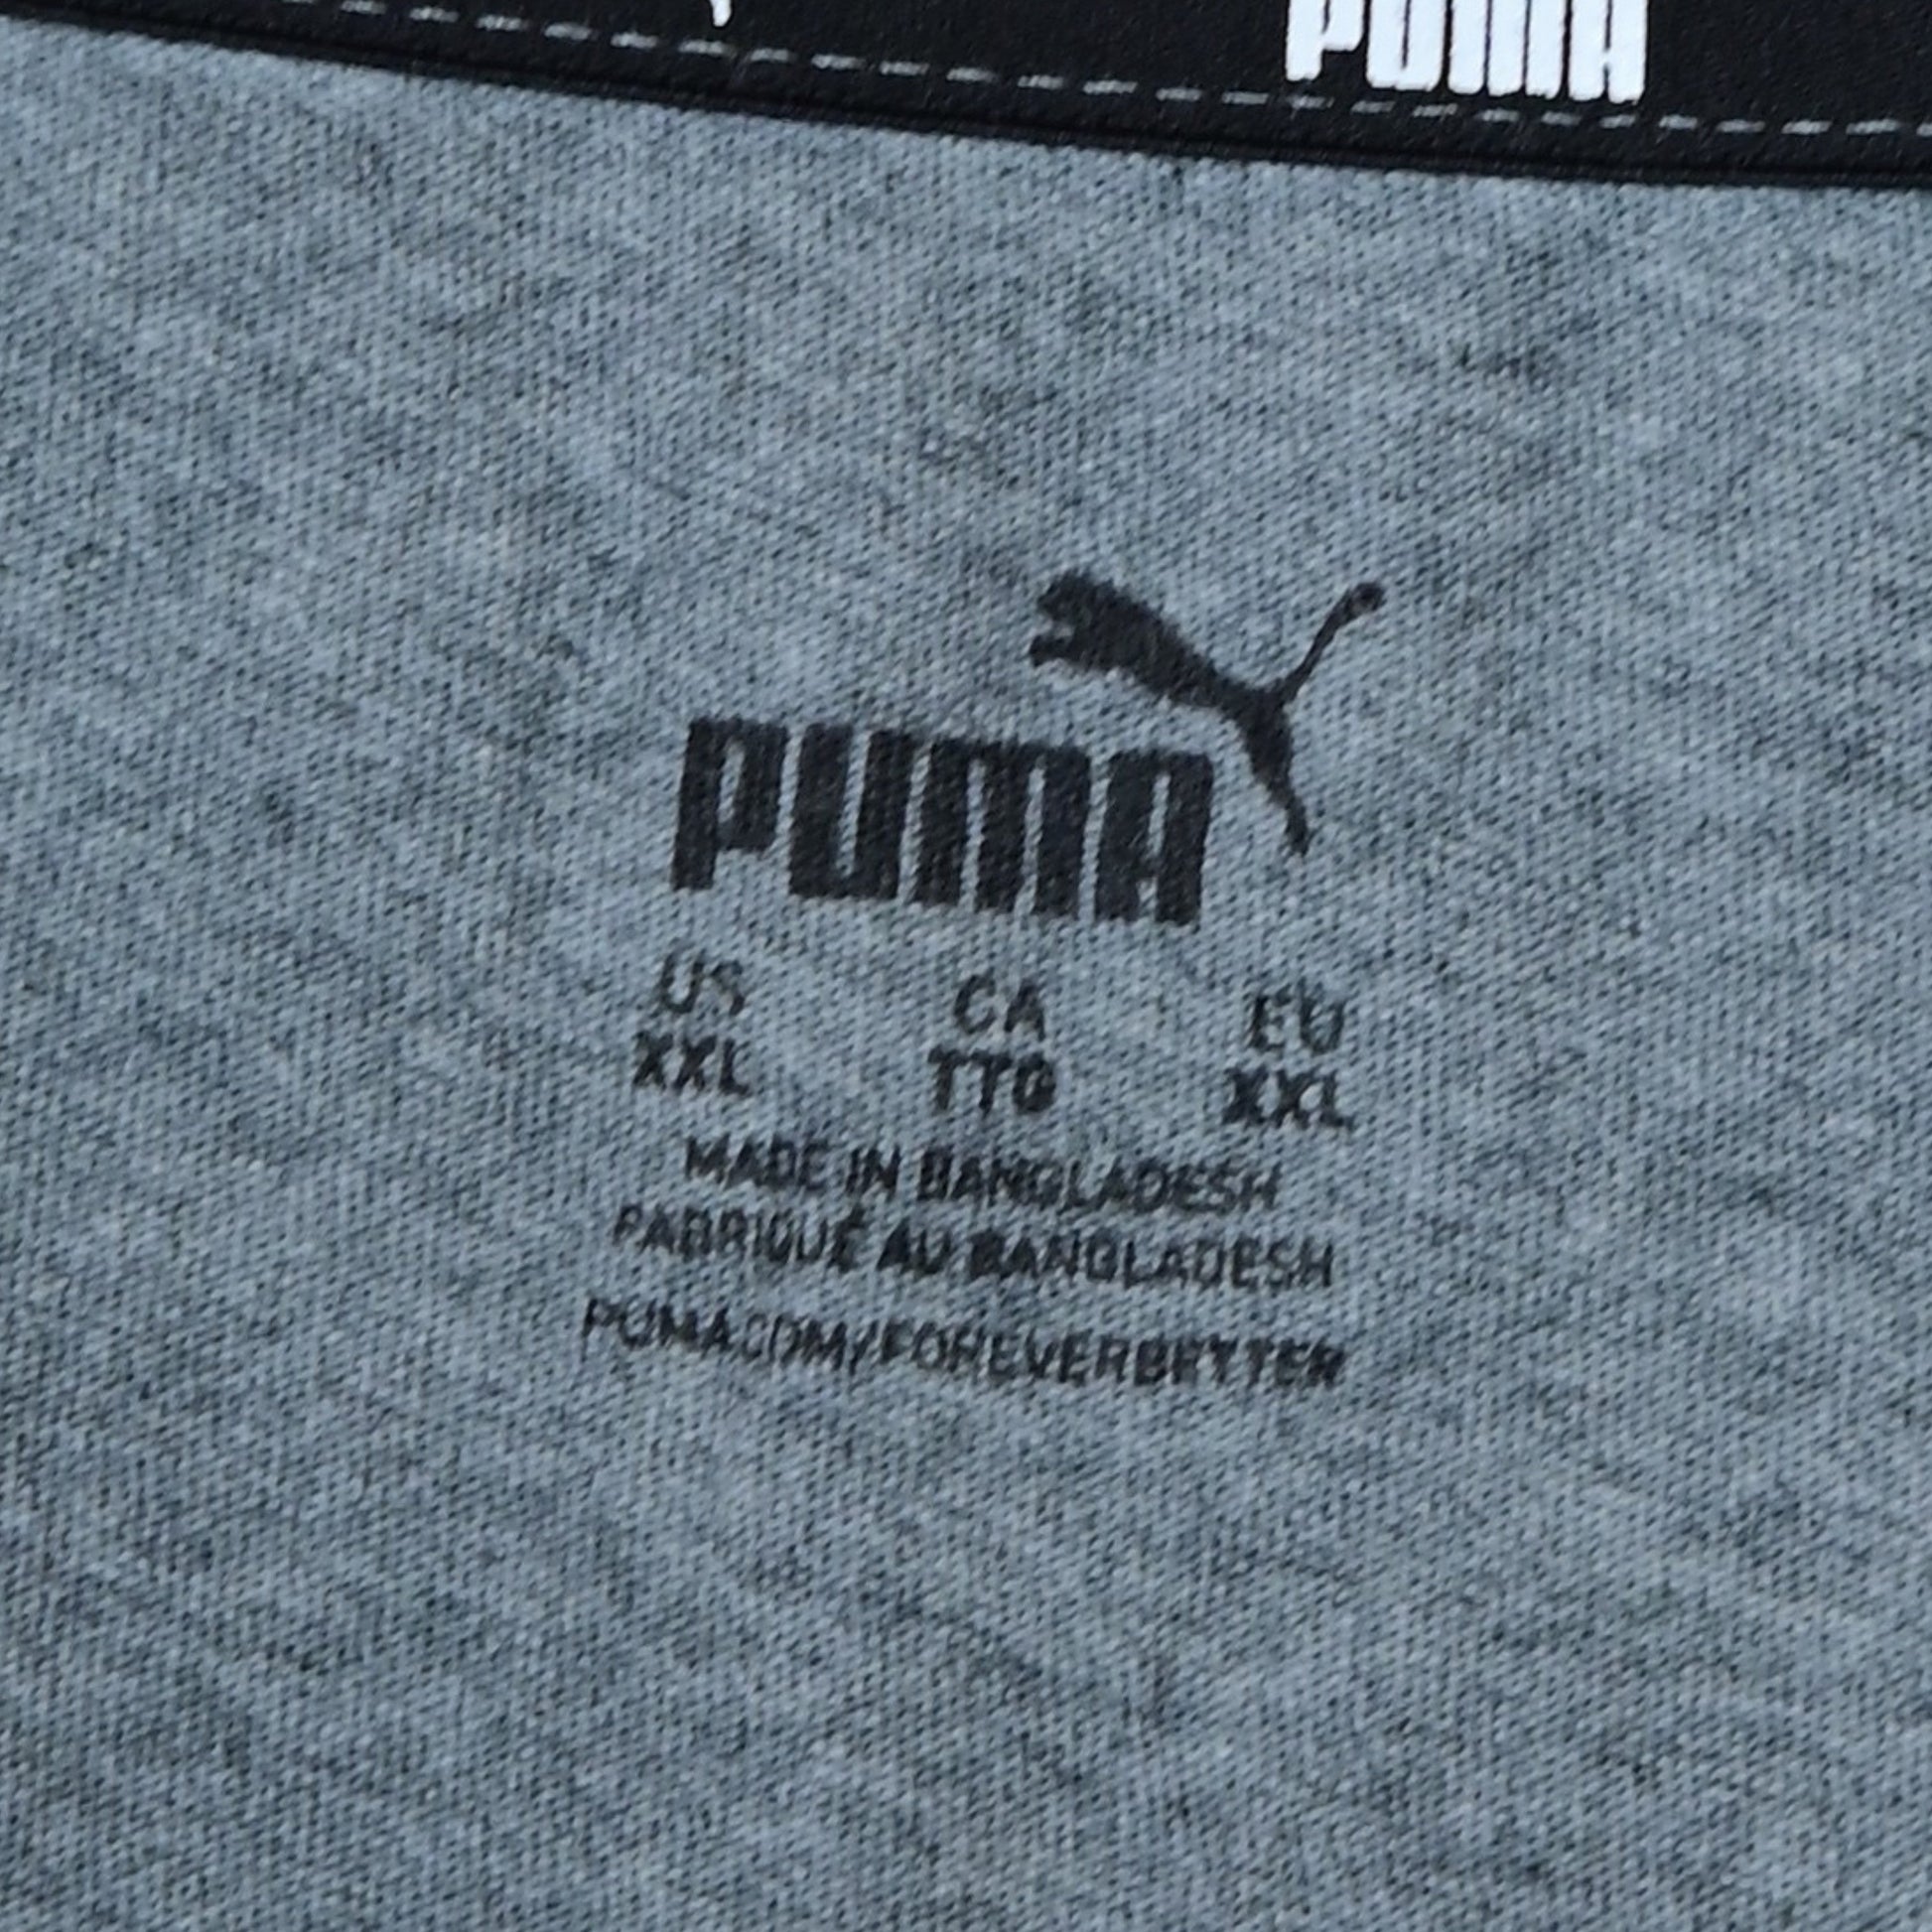 PUMA
PUMA
US CA EU
XXL TTG XXL
MADE IN BANGLADESH
FABRIQUÉ AU BANGLADESH
PUMA.COM/FOREVERBETTER